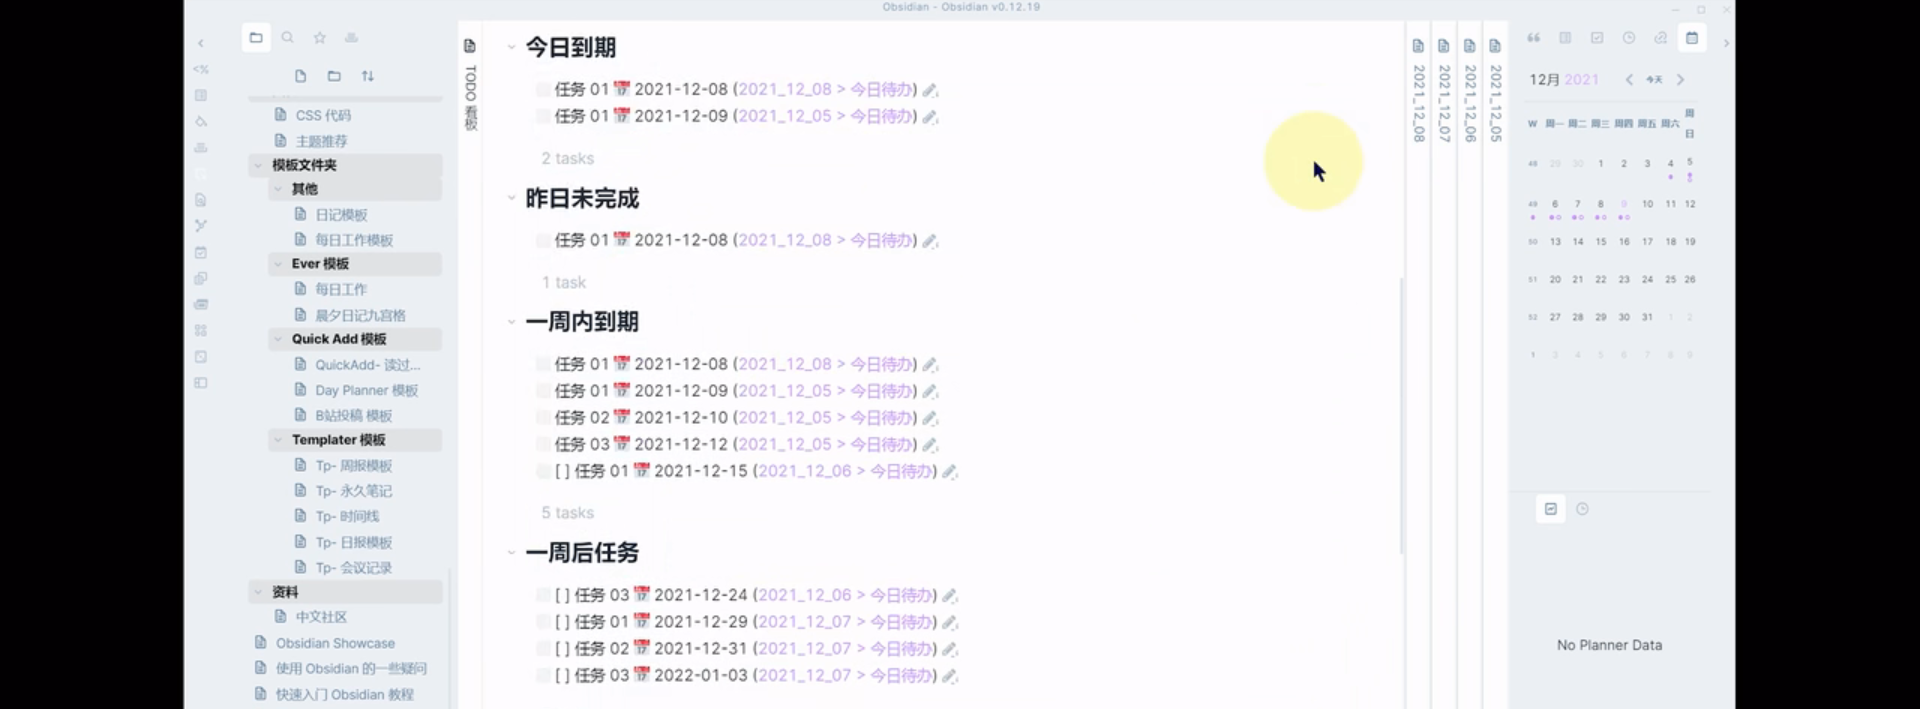 Obsidian - Obsidian v0.12.19
CSS 代码
主题推荐
模板文件夹
其他
日记模板
每日工作模板
Ever 模板
每日工作
晨夕日记九宫格
Quick Add 模板
QuickAdd- 读过...
Day Planner 模板
B站投稿 模板
Templater 模板
Tp- 周报模板
Tp- 永久笔记
Tp- 时间线
Tp- 日报模板
Tp- 会议记录
资料
中文社区
Obsidian Showcase
使用 Obsidian 的一些疑问
快速入门 Obsidian 教程
TODO 看板
今日到期
任务 01 📅 2021-12-08 (2021_12_08 > 今日待办)
任务 01 📅 2021-12-09 (2021_12_05 > 今日待办)
2 tasks
昨日未完成
任务 01 📅 2021-12-08 (2021_12_08 > 今日待办)
1 task
一周内到期
任务 01 📅 2021-12-08 (2021_12_08 > 今日待办)
任务 01 📅 2021-12-09 (2021_12_05 > 今日待办)
任务 02 📅 2021-12-10 (2021_12_05 > 今日待办)
任务 03 📅 2021-12-12 (2021_12_05 > 今日待办)
[ ] 任务 01 📅 2021-12-15 (2021_12_06 > 今日待办)
5 tasks
一周后任务
[ ] 任务 03 📅 2021-12-24 (2021_12_06 > 今日待办)
[ ] 任务 01 📅 2021-12-29 (2021_12_07 > 今日待办)
[ ] 任务 02 📅 2021-12-31 (2021_12_07 > 今日待办)
[ ] 任务 03 📅 2022-01-03 (2021_12_07 > 今日待办)
2021_12_08
2021_12_07
2021_12_06
2021_12_05
12月 2021 今天
W 周一 周二 周三 周四 周五 周六 周日
48 29 30 1 2 3 4 5
49 6 7 8 9 10 11 12
50 13 14 15 16 17 18 19
51 20 21 22 23 24 25 26
52 27 28 29 30 31 1 2
1 3 4 5 6 7 8 9
No Planner Data